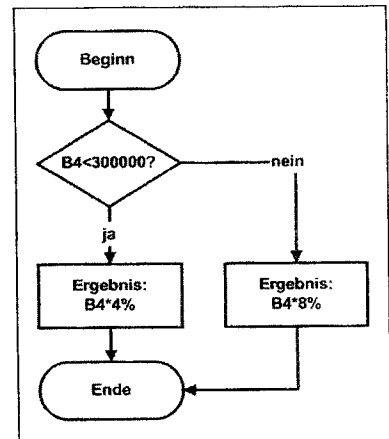 Beginn
B4<300000?
nein
ja
Ergebnis:
B4*4%
Ergebnis:
B4*8%
Ende